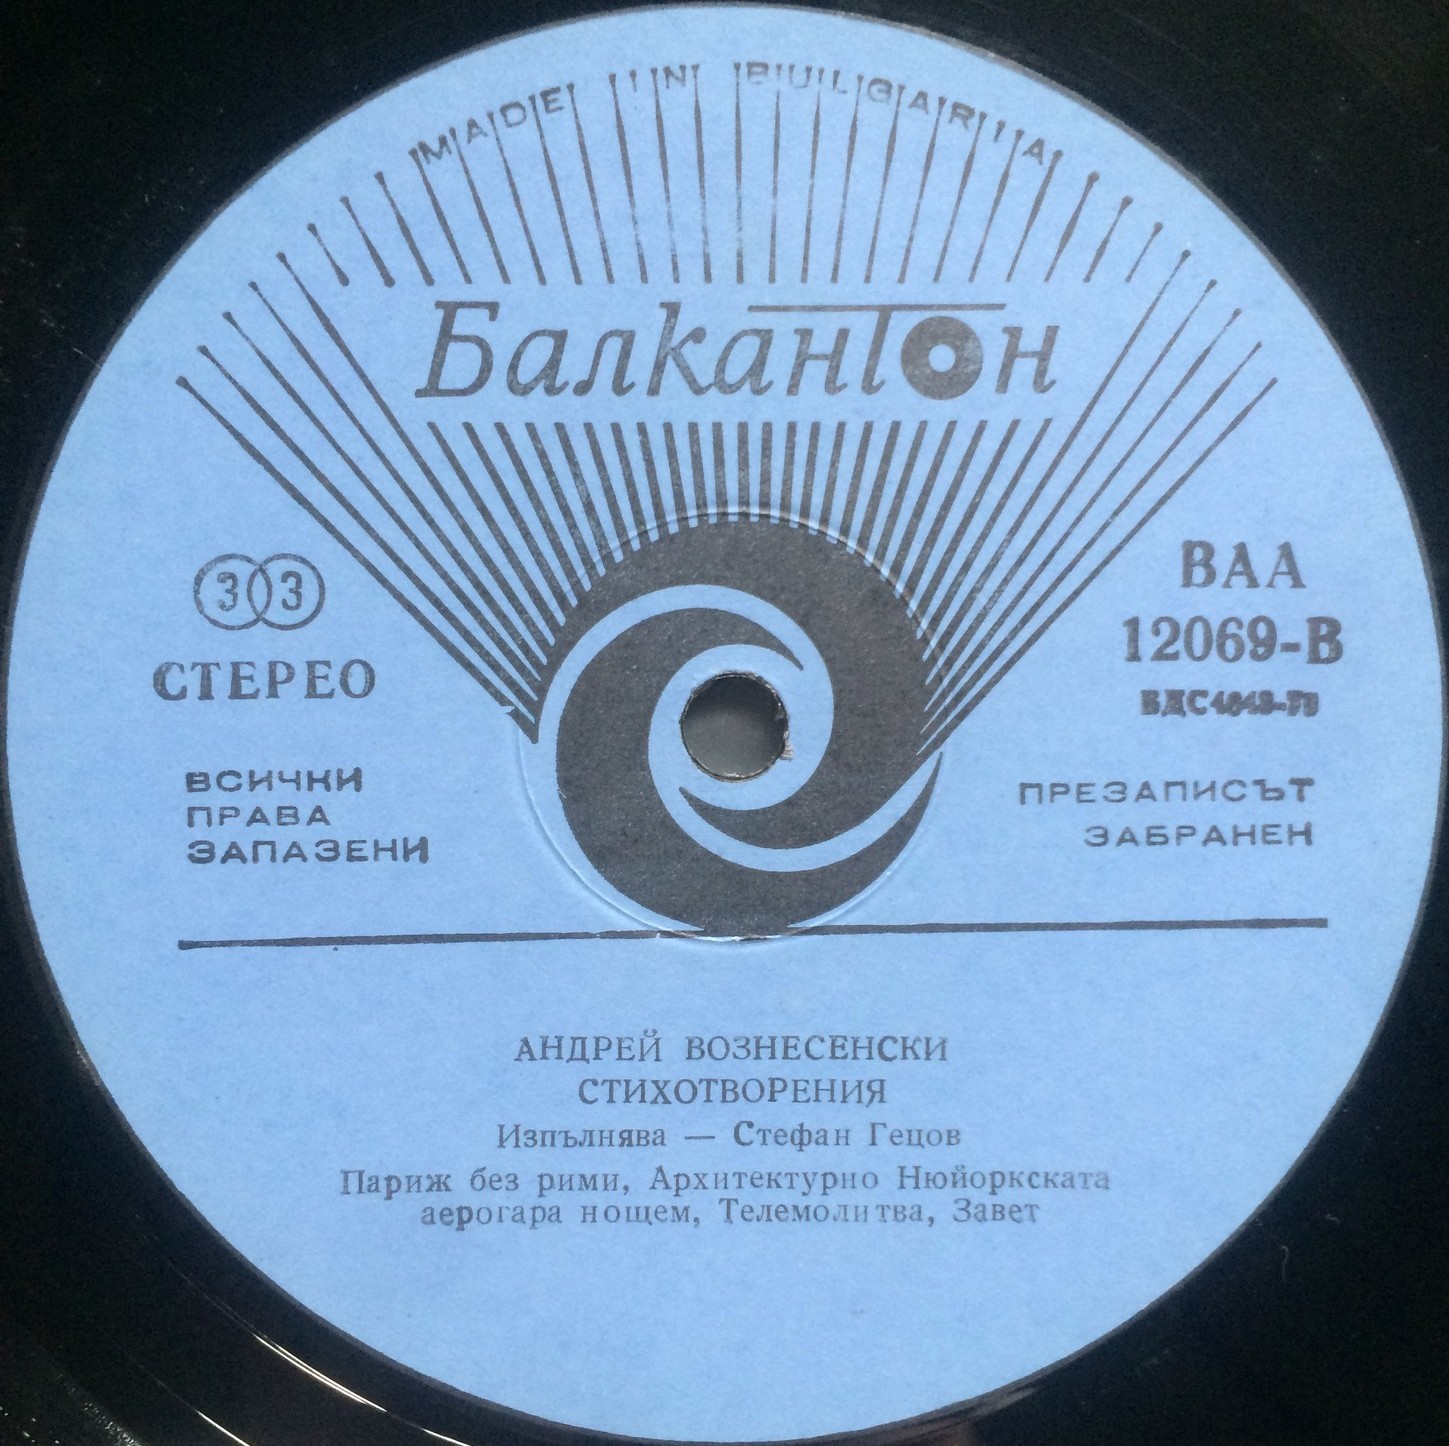 MADE IN BULGARIA
Балкантон
33
СТЕРЕО
ВАА
12069-В
ВСИЧКИ
ПРАВА
ЗАПАЗЕНИ
ПРЕЗАПИСЪТ
ЗАБРАНЕН
АНДРЕЙ ВОЗНЕСЕНСКИ
СТИХОТВОРЕНИЯ
Изпълнява — Стефан Гецов
Париж без рими, Архитектурно Нюйоркската
аерогара нощем, Телемолитва, Завет